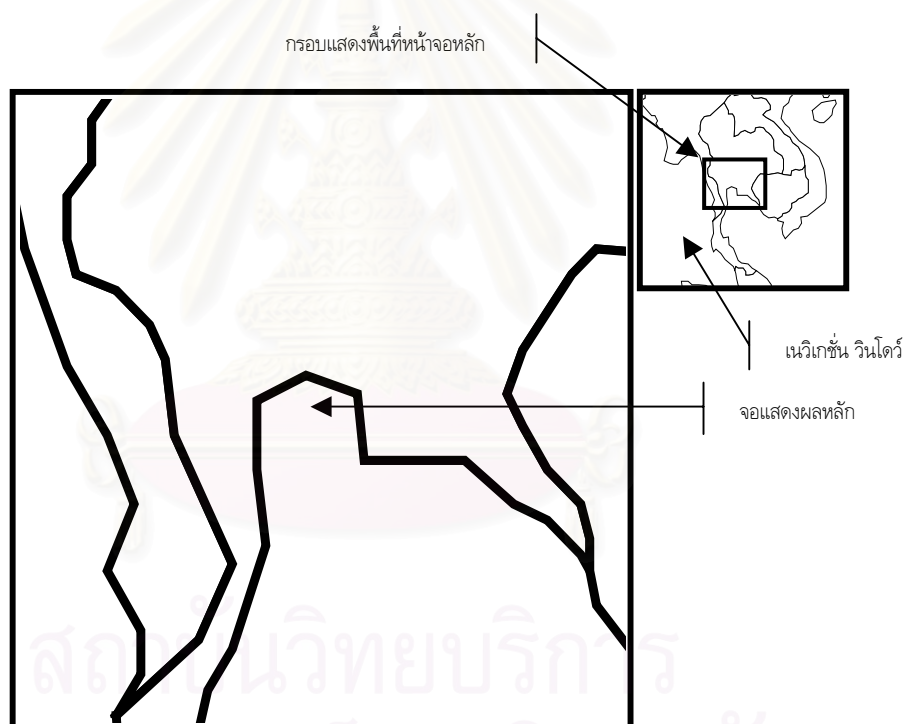 กรอบแสดงพื้นที่หน้าจอหลัก
เนวิเกชั่น วินโดว์
จอแสดงผลหลัก
สถาบันวิทยบริการ